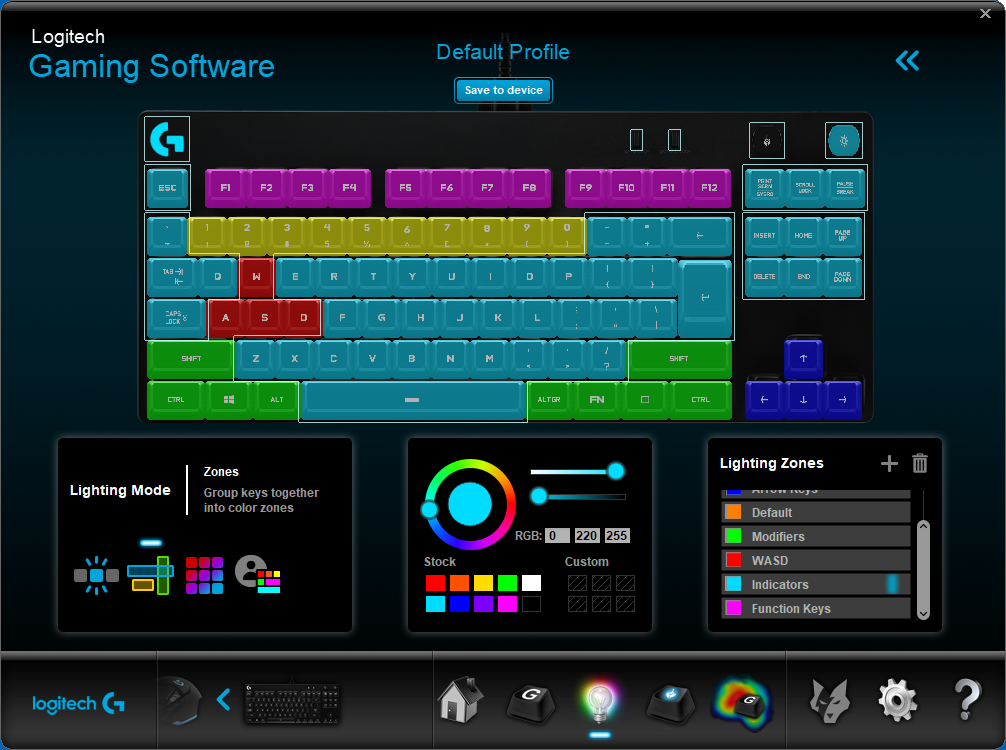 Logitech
Gaming Software
Default Profile
Save to device
ESC F1 F2 F3 F4 F5 F6 F7 F8 F9 F10 F11 F12 PRINT SCRN SYSRQ SCROLL LOCK PAUSE BREAK
1 2 3 4 5 6 7 8 9 0 INSERT HOME PAGE UP
TAB Q W E R T Y U I O P DELETE END PAGE DOWN
CAPS LOCK A S D F G H J K L
SHIFT Z X C V B N M SHIFT
CTRL ALT ALTGR FN CTRL
Lighting Mode
Zones
Group keys together
into color zones
RGB: 0 220 255
Stock Custom
Lighting Zones
Arrow Keys
Default
Modifiers
WASD
Indicators
Function Keys
logitech